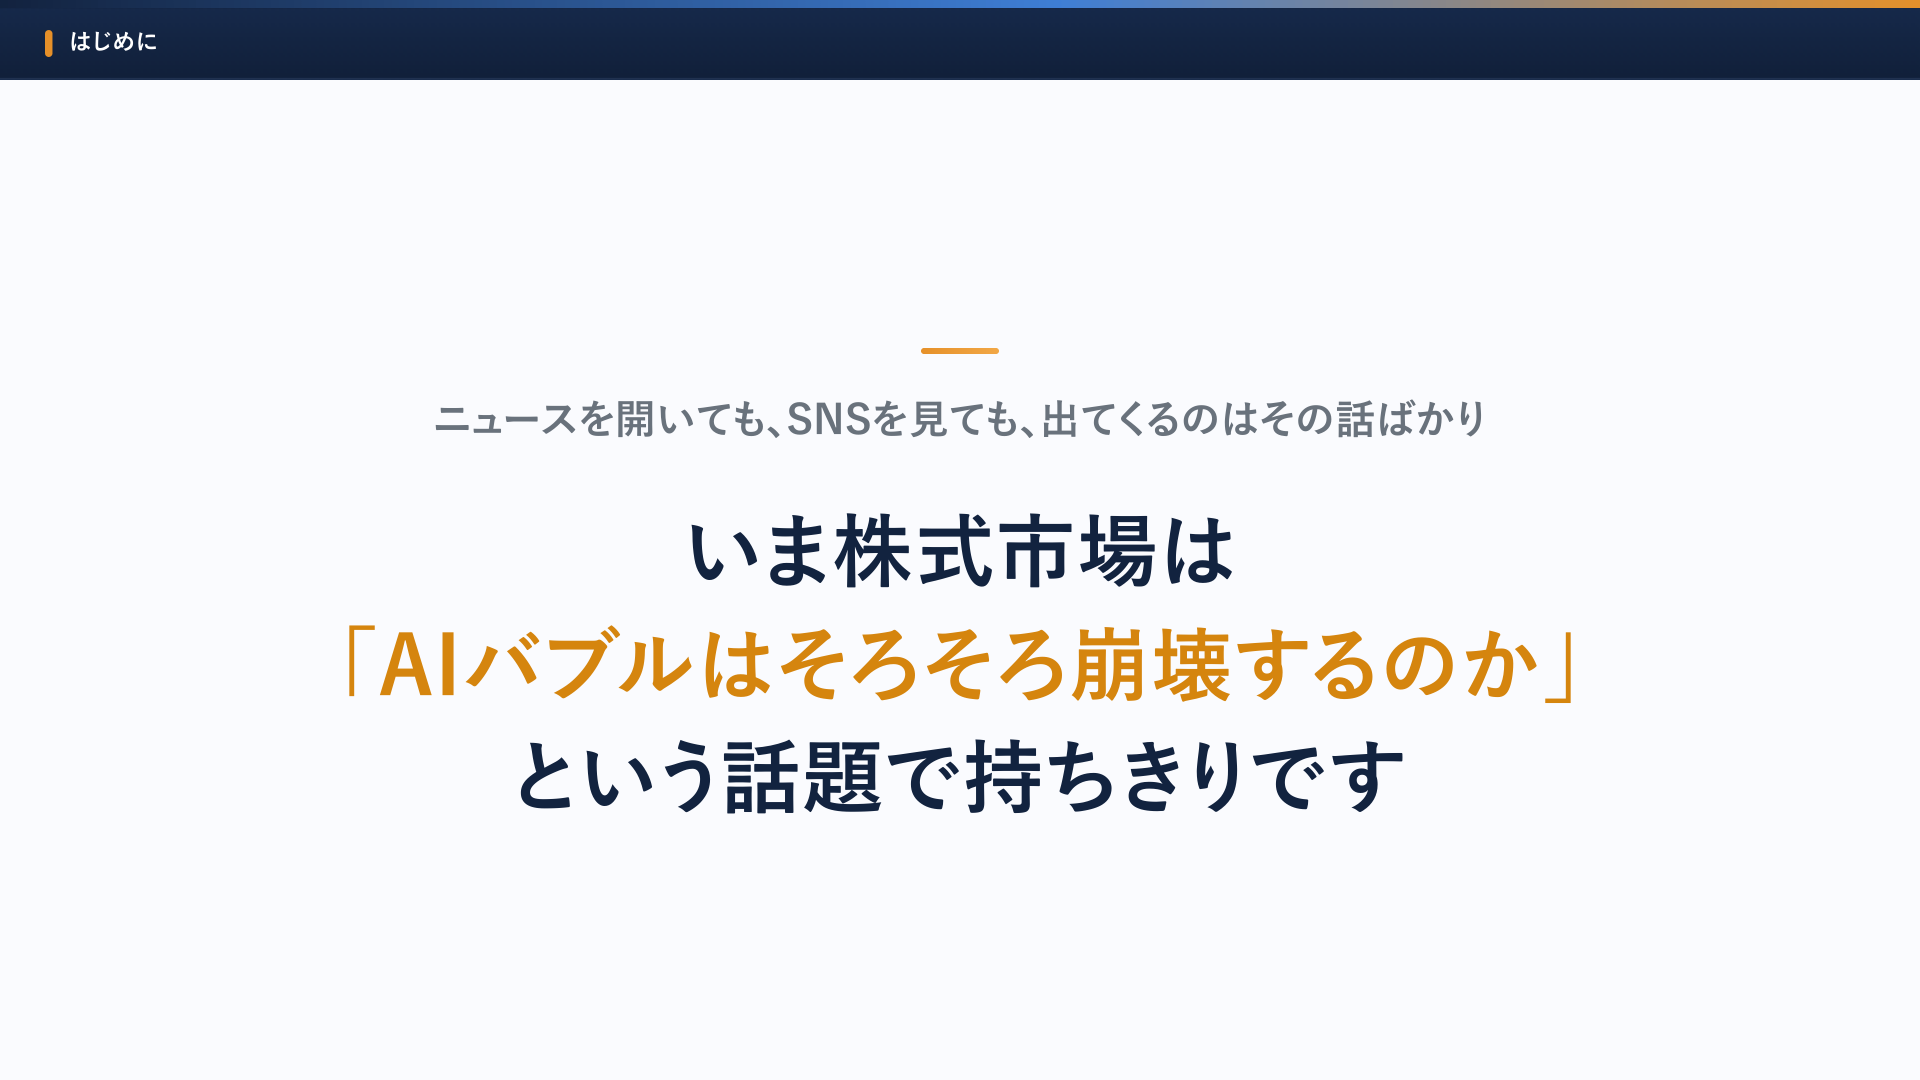 はじめに
ニュースを開いても、SNSを見ても、出てくるのはその話ばかり
いま株式市場は
「AIバブルはそろそろ崩壊するのか」
という話題で持ちきりです